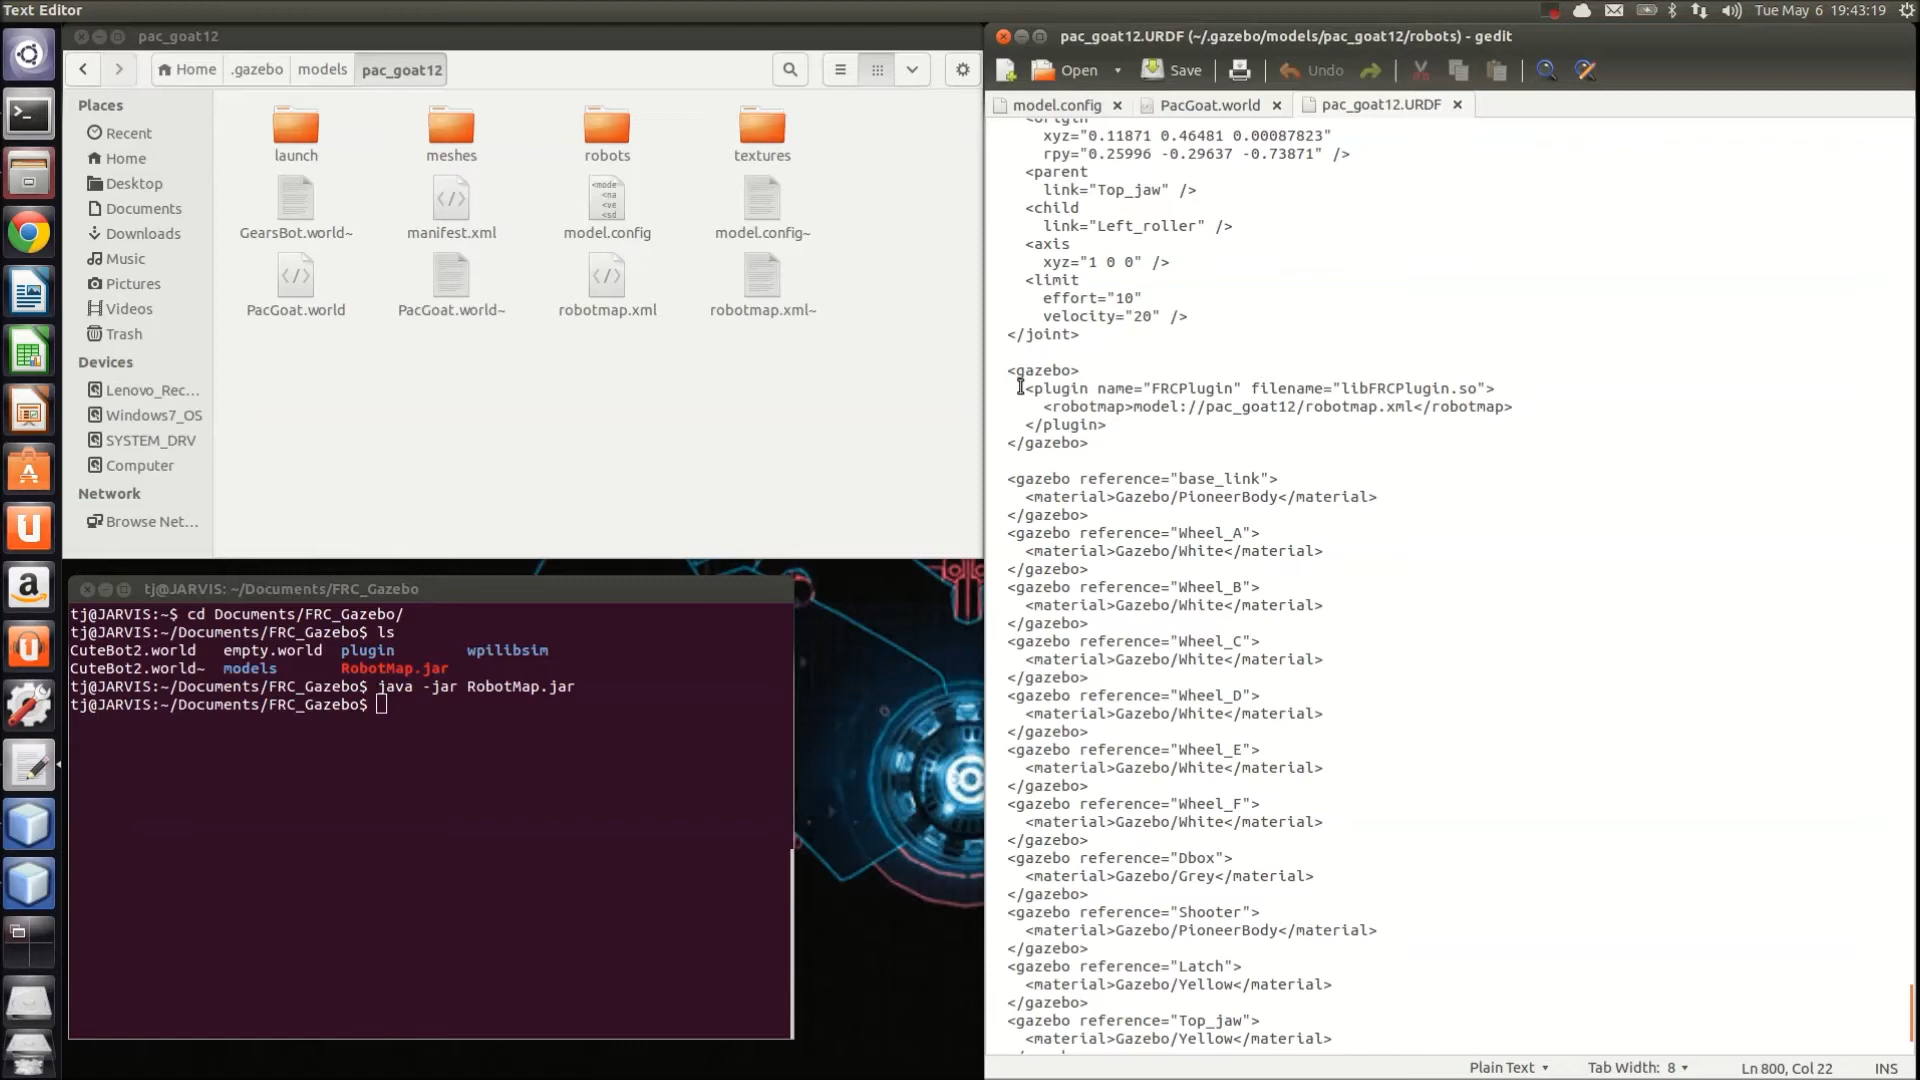 Text Editor
Tue May 6 19:43:19
pac_goat12
Home .gazebo models pac_goat12
Places
Recent
Home
Desktop
Documents
Downloads
Music
Pictures
Videos
Trash
Devices
Lenovo_Rec...
Windows7_OS
SYSTEM_DRV
Computer
Network
Browse Net...
launch meshes robots textures
<mode
<na
<ve
<sd
GearsBot.world~ manifest.xml model.config model.config~
PacGoat.world PacGoat.world~ robotmap.xml robotmap.xml~
tj@JARVIS: ~/Documents/FRC_Gazebo
tj@JARVIS:~$ cd Documents/FRC_Gazebo/
tj@JARVIS:~/Documents/FRC_Gazebo$ ls
CuteBot2.world empty.world plugin wpilibsim
CuteBot2.world~ models RobotMap.jar
tj@JARVIS:~/Documents/FRC_Gazebo$ java -jar RobotMap.jar
tj@JARVIS:~/Documents/FRC_Gazebo$
pac_goat12.URDF (~/.gazebo/models/pac_goat12/robots) - gedit
Open Save Undo
model.config PacGoat.world pac_goat12.URDF
<origin
xyz="0.11871 0.46481 0.00087823"
rpy="0.25996 -0.29637 -0.73871" />
<parent
link="Top_jaw" />
<child
link="Left_roller" />
<axis
xyz="1 0 0" />
<limit
effort="10"
velocity="20" />
</joint>
<gazebo>
<plugin name="FRCPlugin" filename="libFRCPlugin.so">
<robotmap>model://pac_goat12/robotmap.xml</robotmap>
</plugin>
</gazebo>
<gazebo reference="base_link">
<material>Gazebo/PioneerBody</material>
</gazebo>
<gazebo reference="Wheel_A">
<material>Gazebo/White</material>
</gazebo>
<gazebo reference="Wheel_B">
<material>Gazebo/White</material>
</gazebo>
<gazebo reference="Wheel_C">
<material>Gazebo/White</material>
</gazebo>
<gazebo reference="Wheel_D">
<material>Gazebo/White</material>
</gazebo>
<gazebo reference="Wheel_E">
<material>Gazebo/White</material>
</gazebo>
<gazebo reference="Wheel_F">
<material>Gazebo/White</material>
</gazebo>
<gazebo reference="Dbox">
<material>Gazebo/Grey</material>
</gazebo>
<gazebo reference="Shooter">
<material>Gazebo/PioneerBody</material>
</gazebo>
<gazebo reference="Latch">
<material>Gazebo/Yellow</material>
</gazebo>
<gazebo reference="Top_jaw">
<material>Gazebo/Yellow</material>
Plain Text Tab Width: 8 Ln 800, Col 22 INS